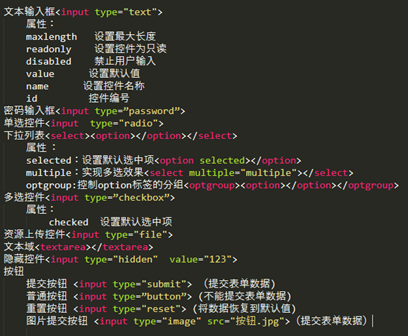 文本输入框<input type="text">
属性：
maxlength 设置最大长度
readonly 设置控件为只读
disabled 禁止用户输入
value 设置默认值
name 设置控件名称
id 控件名
密码输入框<input type=”password”>
单选控件<input type="radio">
下拉列表<select><option></option></select>
属性：
selected：设置默认选中项<option selected></option>
multiple：实现多选效果<select multiple="multiple"></select>
optgroup:控制option标签的分组<optgroup><option></option></optgroup>
多选控件<input type=”checkbox”>
属性：
checked 设置默认选中项
资源上传控件<input type="file">
文本域<textarea></textarea>
隐藏控件<input type="hidden" value="123">
按钮
提交按钮 <input type="submit"> （提交表单数据)
普通按钮 <input type=”button”> (不能提交表单数据)
重置按钮 <input type="reset"> (将数据恢复到默认值)
图片提交按钮 <input type="image" src="按钮.jpg">（提交表单数据）